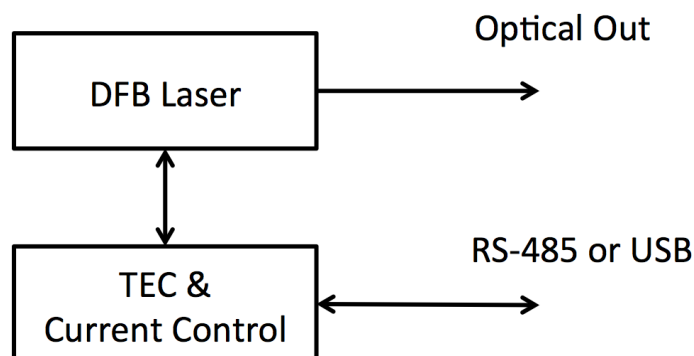 Optical Out
DFB Laser
RS-485 or USB
TEC &
Current Control